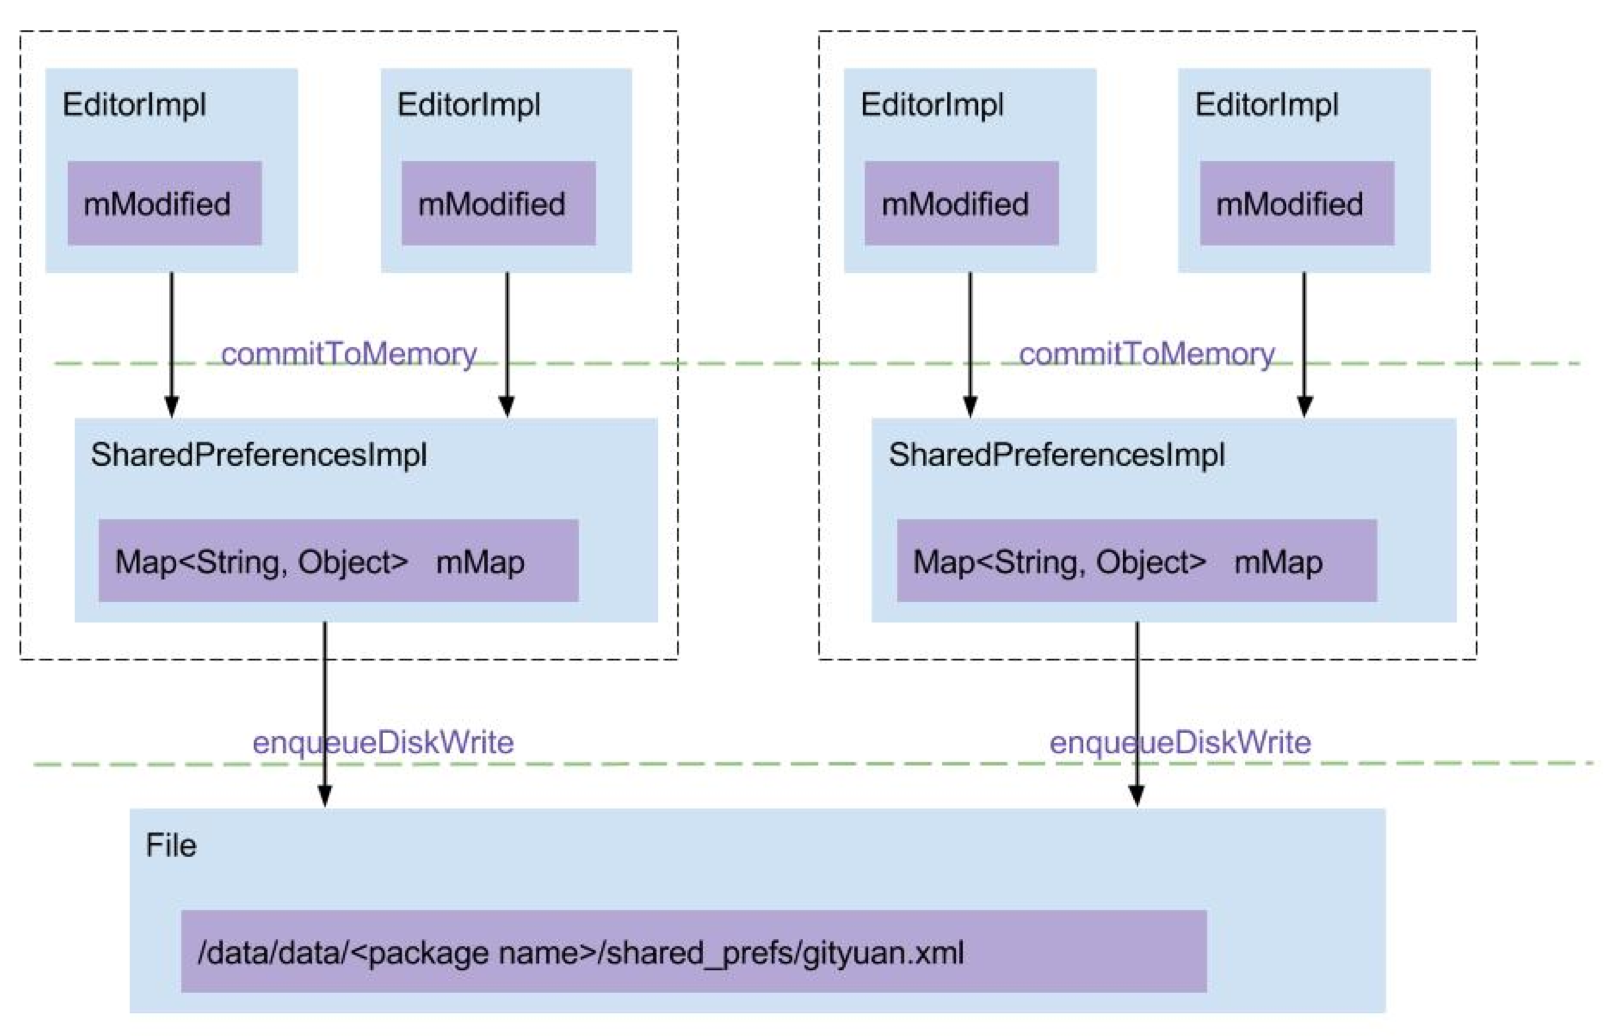 EditorImpl
EditorImpl
EditorImpl
EditorImpl
mModified
mModified
mModified
mModified
commitToMemory
commitToMemory
SharedPreferencesImpl
SharedPreferencesImpl
Map<String, Object> mMap
Map<String, Object> mMap
enqueueDiskWrite
enqueueDiskWrite
File
/data/data/<package name>/shared_prefs/gityuan.xml